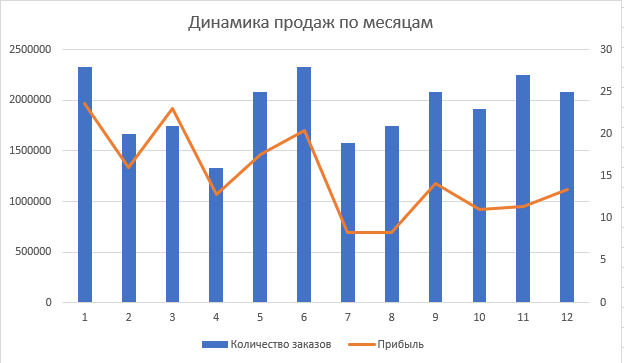 Динамика продаж по месяцам
2500000 30
2000000 25
1500000 20
1000000 15
500000 10
0 5
0
1 2 3 4 5 6 7 8 9 10 11 12
Количество заказов Прибыль